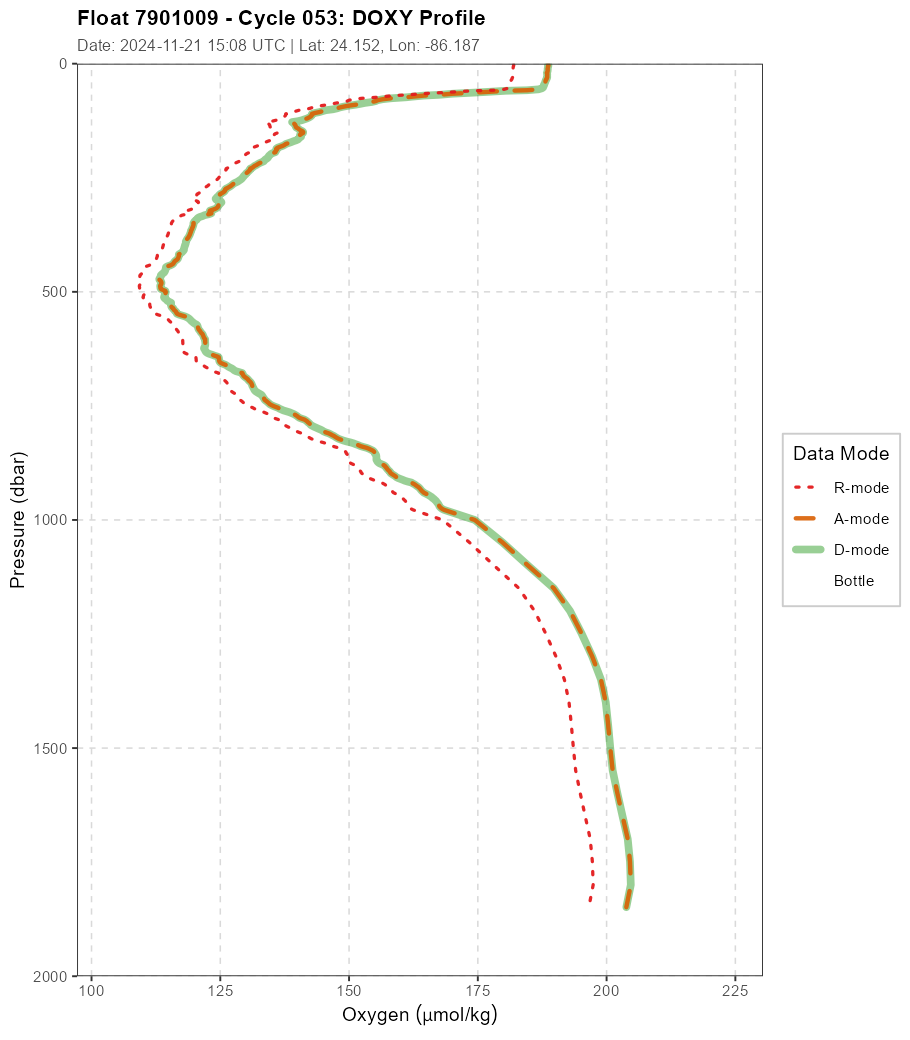 Float 7901009 - Cycle 053: DOXY Profile
Date: 2024-11-21 15:08 UTC | Lat: 24.152, Lon: -86.187
0
500
1000
1500
2000
Pressure (dbar)
100 125 150 175 200 225
Oxygen (μmol/kg)
Data Mode
R-mode
A-mode
D-mode
Bottle